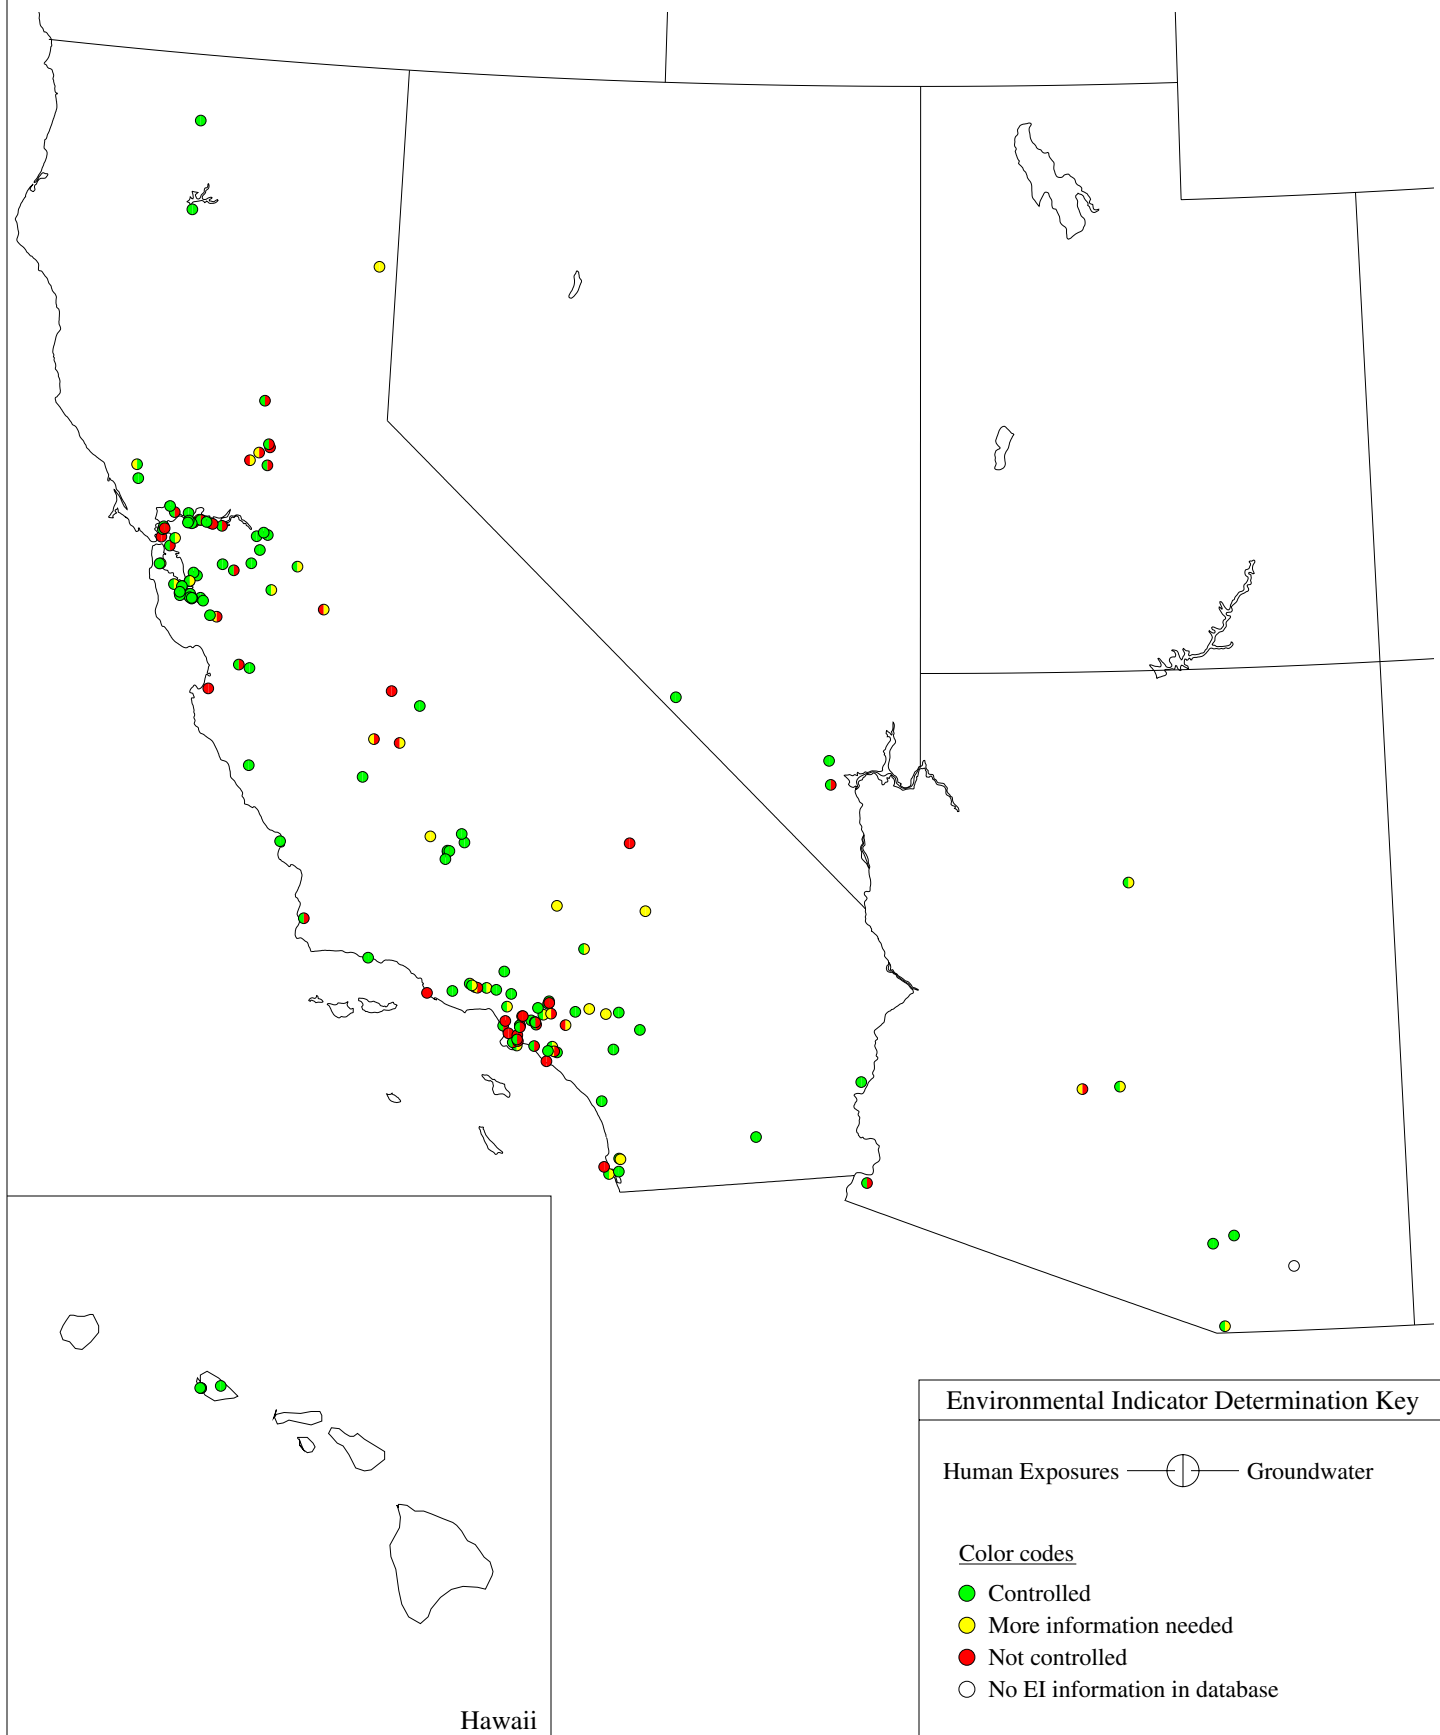 Environmental Indicator Determination Key
Human Exposures Groundwater
Color codes
Controlled
More information needed
Not controlled
No EI information in database
Hawaii